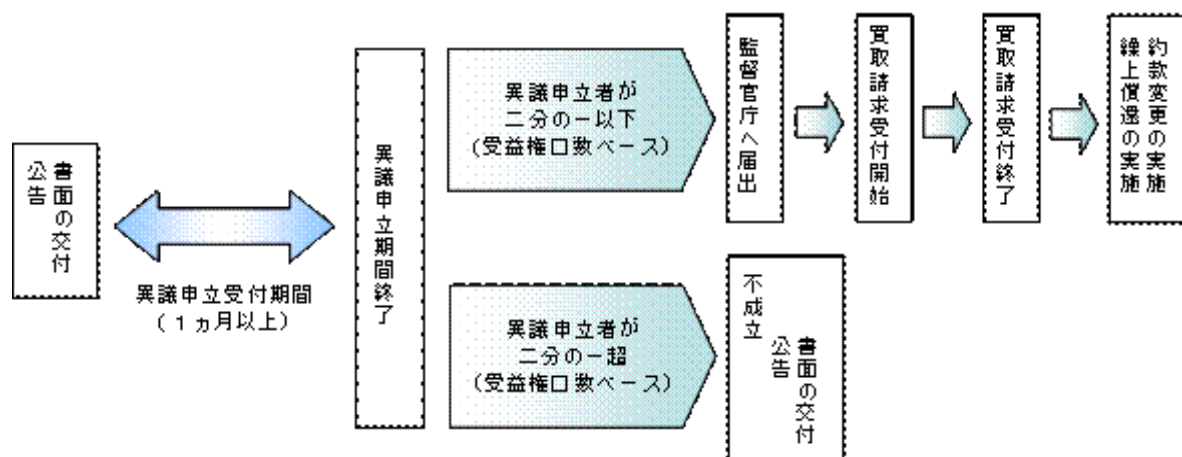 書面の交付
公告
異議申立受付期間
（１ヵ月以上）
異議申立期間終了
異議申立者が
二分の一以下
（受益権口数ベース）
監督官庁へ届出
買取請求受付開始
買取請求受付終了
約款変更の実施
繰上償還の実施
異議申立者が
二分の一超
（受益権口数ベース）
不成立
書面の交付
公告